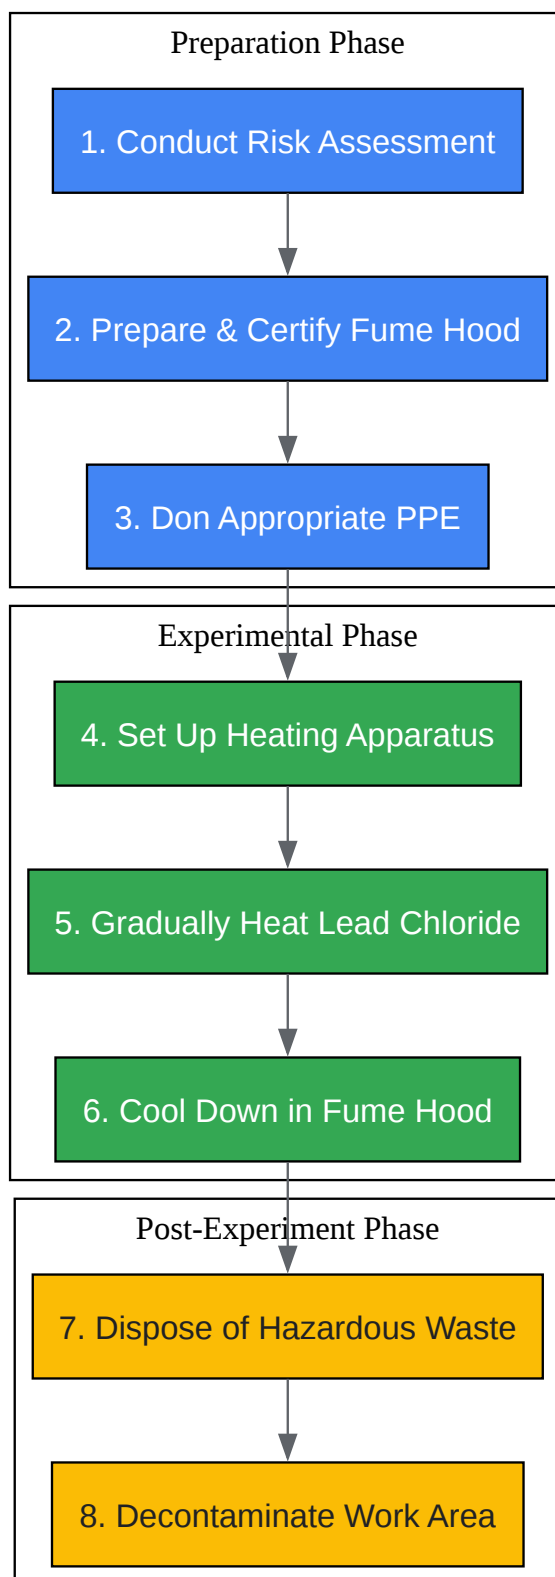 Preparation Phase
1. Conduct Risk Assessment
2. Prepare & Certify Fume Hood
3. Don Appropriate PPE
Experimental Phase
4. Set Up Heating Apparatus
5. Gradually Heat Lead Chloride
6. Cool Down in Fume Hood
Post-Experiment Phase
7. Dispose of Hazardous Waste
8. Decontaminate Work Area